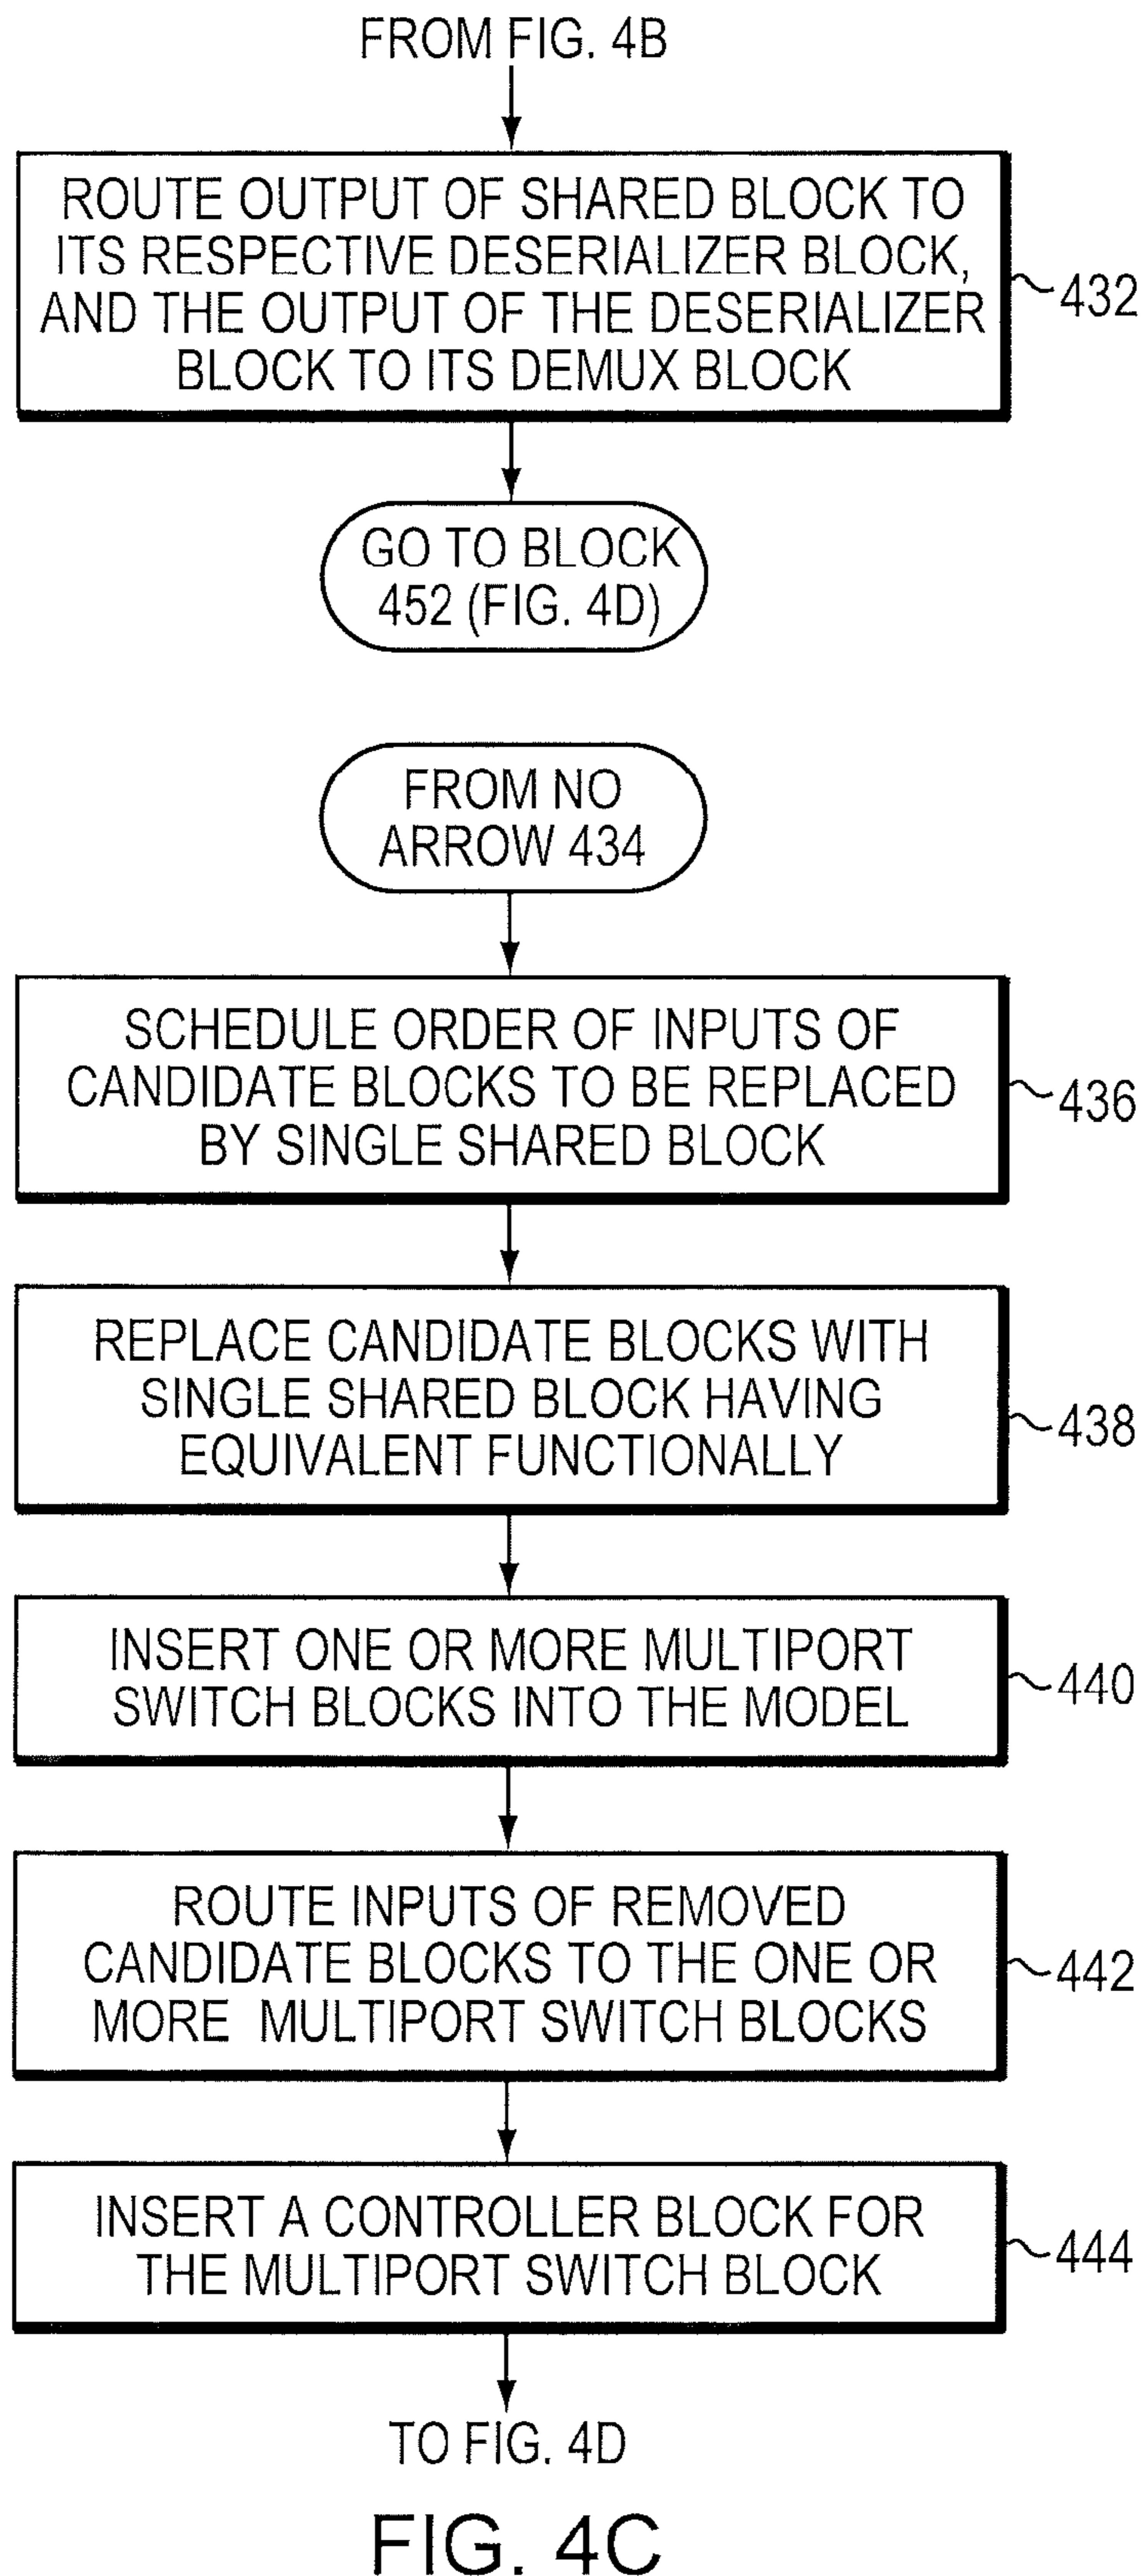 FROM FIG. 4B
ROUTE OUTPUT OF SHARED BLOCK TO
ITS RESPECTIVE DESERIALIZER BLOCK,
AND THE OUTPUT OF THE DESERIALIZER
BLOCK TO ITS DEMUX BLOCK
432
GO TO BLOCK
452 (FIG. 4D)
FROM NO
ARROW 434
SCHEDULE ORDER OF INPUTS OF
CANDIDATE BLOCKS TO BE REPLACED
BY SINGLE SHARED BLOCK
436
REPLACE CANDIDATE BLOCKS WITH
SINGLE SHARED BLOCK HAVING
EQUIVALENT FUNCTIONALLY
438
INSERT ONE OR MORE MULTIPORT
SWITCH BLOCKS INTO THE MODEL
440
ROUTE INPUTS OF REMOVED
CANDIDATE BLOCKS TO THE ONE OR
MORE MULTIPORT SWITCH BLOCKS
442
INSERT A CONTROLLER BLOCK FOR
THE MULTIPORT SWITCH BLOCK
444
TO FIG. 4D
FIG. 4C